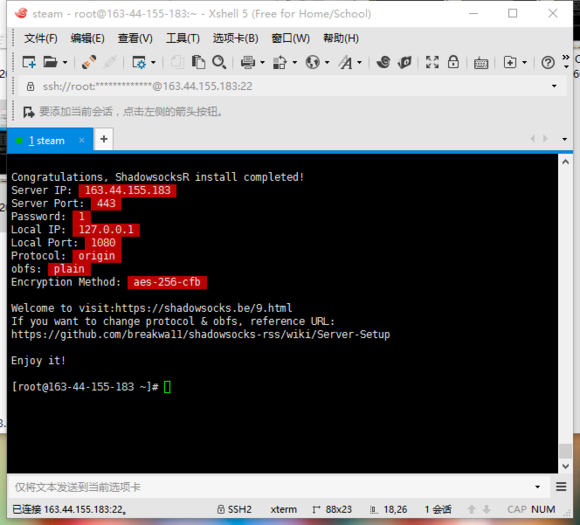 steam - root@163-44-155-183:~ - Xshell 5 (Free for Home/School)
文件(F) 编辑(E) 查看(V) 工具(T) 选项卡(B) 窗口(W) 帮助(H)
ssh://root:*************@163.44.155.183:22
要添加当前会话，点击左侧的箭头按钮。
1 steam
Congratulations, ShadowsocksR install completed!
Server IP: 163.44.155.183
Server Port: 443
Password: 1
Local IP: 127.0.0.1
Local Port: 1080
Protocol: origin
obfs: plain
Encryption Method: aes-256-cfb
Welcome to visit:https://shadowsocks.be/9.html
If you want to change protocol & obfs, reference URL:
https://github.com/breakwa11/shadowsocks-rss/wiki/Server-Setup
Enjoy it!
[root@163-44-155-183 ~]#
仅将文本发送到当前选项卡
已连接 163.44.155.183:22。 SSH2 xterm 88x23 18,26 1 会话 CAP NUM